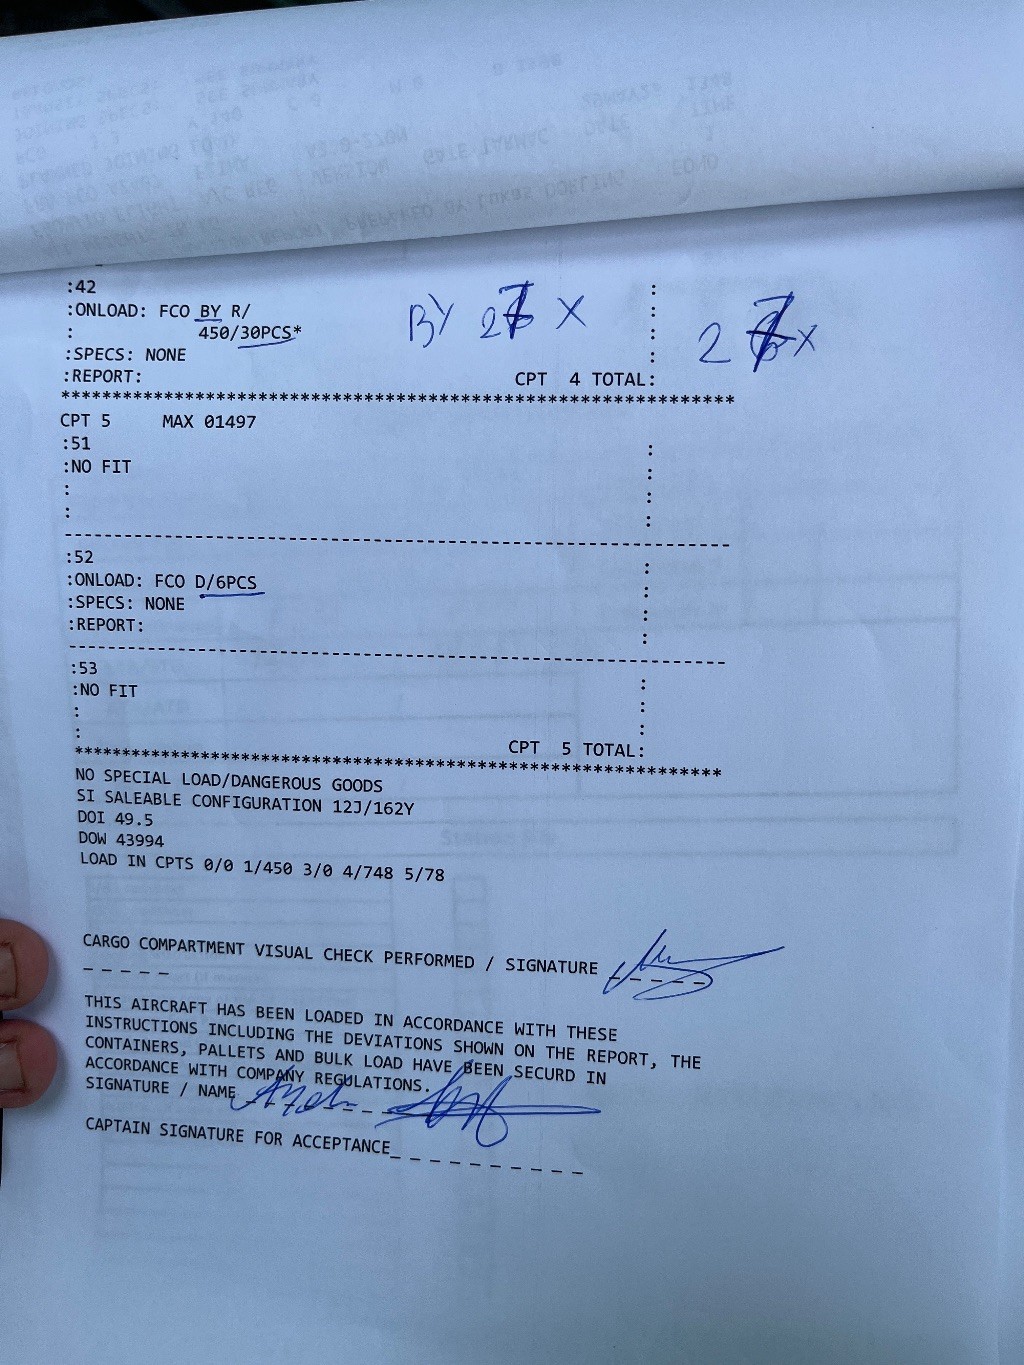 :42
:ONLOAD: FCO BY R/
: 450/30PCS*
BY 2 X
2 X
:SPECS: NONE
:REPORT:
CPT 4 TOTAL:
*****************************************************************
CPT 5 MAX 01497
:51
:NO FIT
:
:
:52
:ONLOAD: FCO D/6PCS
:SPECS: NONE
:REPORT:
:53
:NO FIT
:
:
CPT 5 TOTAL:
*****************************************************************
NO SPECIAL LOAD/DANGEROUS GOODS
SI SALEABLE CONFIGURATION 12J/162Y
DOI 49.5
DOW 43994
LOAD IN CPTS 0/0 1/450 3/0 4/748 5/78
CARGO COMPARTMENT VISUAL CHECK PERFORMED / SIGNATURE _ _ _ _ _
_ _ _ _ _
THIS AIRCRAFT HAS BEEN LOADED IN ACCORDANCE WITH THESE
INSTRUCTIONS INCLUDING THE DEVIATIONS SHOWN ON THE REPORT, THE
CONTAINERS, PALLETS AND BULK LOAD HAVE BEEN SECURD IN
ACCORDANCE WITH COMPANY REGULATIONS.
SIGNATURE / NAME
CAPTAIN SIGNATURE FOR ACCEPTANCE_ _ _ _ _ _ _ _ _ _